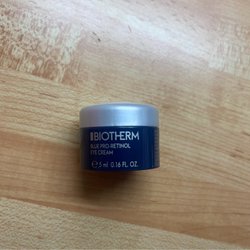 BIOTHERM
BLUE PRO-RETINOL
EYE CREAM
℮ 5 ml 0.16 FL. OZ.